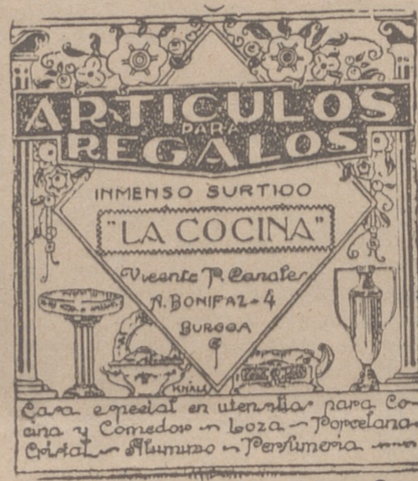 ARTICULOS
PARA
REGALOS
INMENSO SURTIDO
"LA COCINA"
Vicente P. Canales
A. BONIFAZ - 4
BURGOS
Casa especial en utensilios para Co-
cina y Comedor - Loza - Porcelana
Cristal - Aluminio - Perfumeria